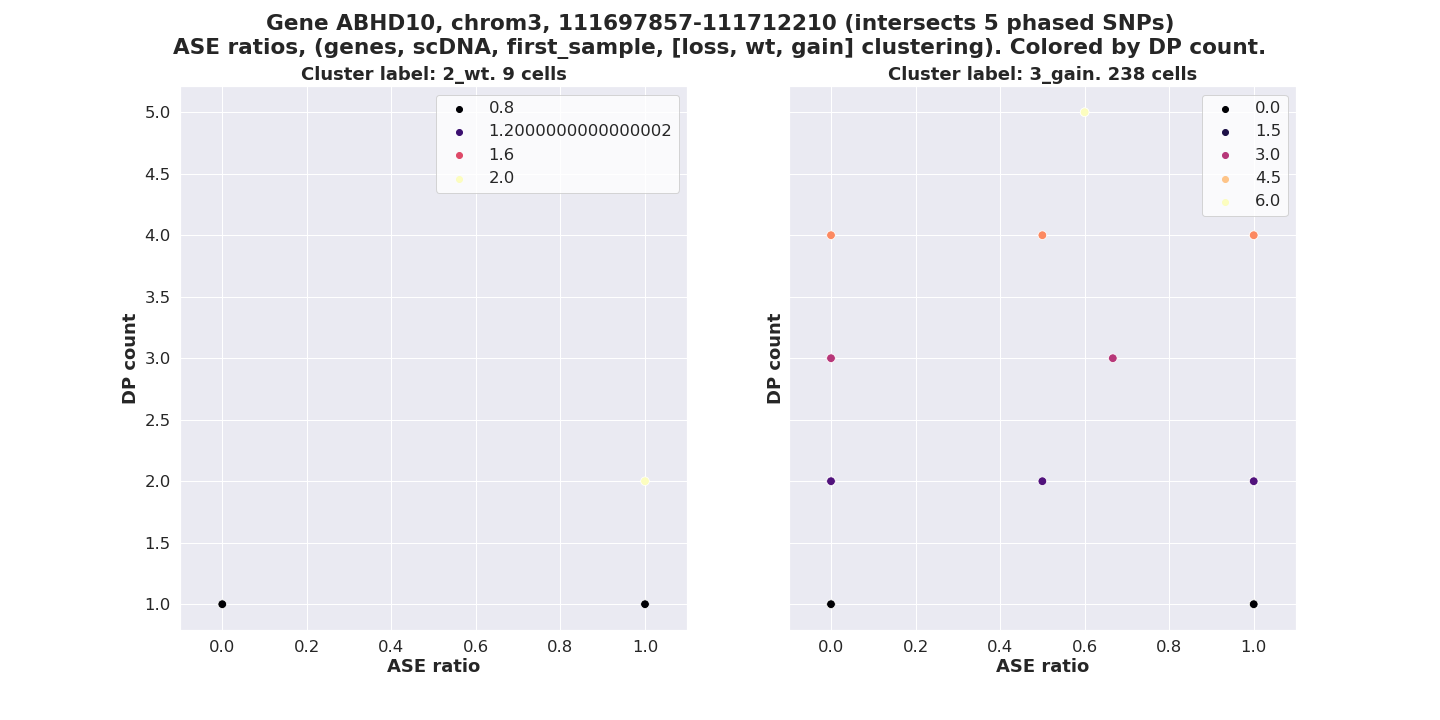 Gene ABHD10, chrom3, 111697857-111712210 (intersects 5 phased SNPs)
ASE ratios, (genes, scDNA, first_sample, [loss, wt, gain] clustering). Colored by DP count.
Cluster label: 2_wt. 9 cells
DP count
5.0
4.5
4.0
3.5
3.0
2.5
2.0
1.5
1.0
0.8
1.2000000000000002
1.6
2.0
0.0 0.2 0.4 0.6 0.8 1.0
ASE ratio
Cluster label: 3_gain. 238 cells
DP count
0.0
1.5
3.0
4.5
6.0
0.0 0.2 0.4 0.6 0.8 1.0
ASE ratio